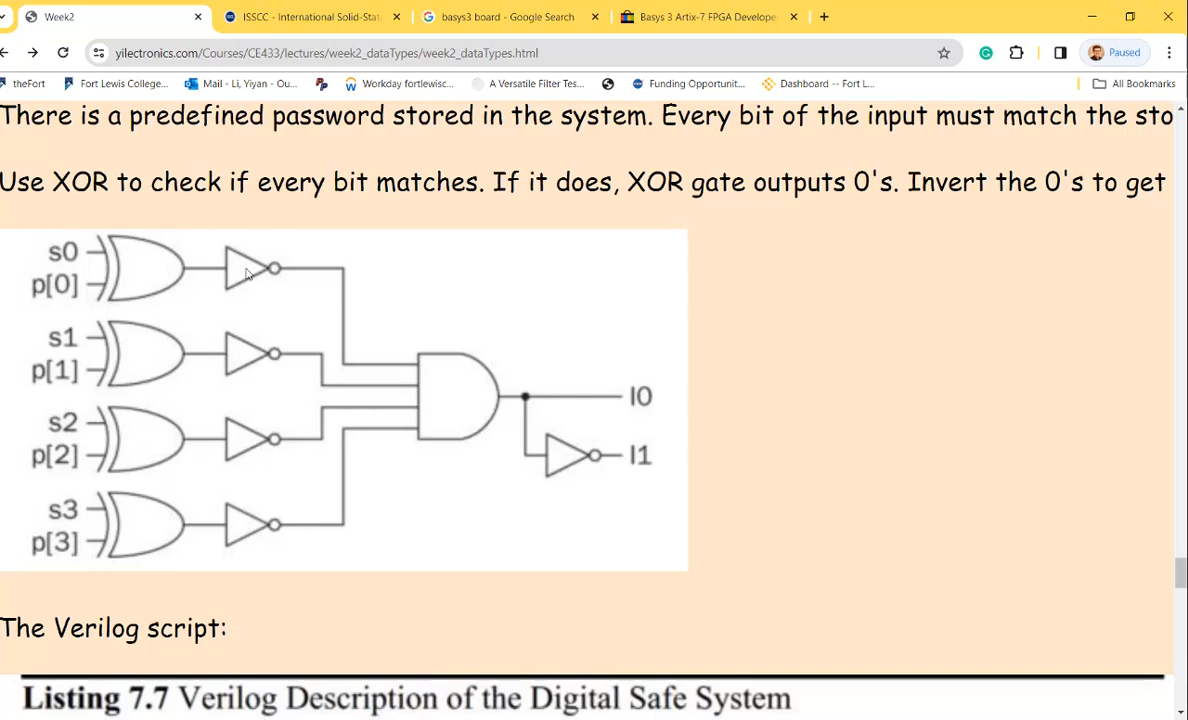 Week2
ISSCC - International Solid-Stat
basys3 board - Google Search
Basys 3 Artix-7 FPGA Develope
yilectronics.com/Courses/CE433/lectures/week2_dataTypes/week2_dataTypes.html
Paused
theFort
Fort Lewis College...
Mail - Li, Yiyan - Ou...
Workday fortlewisc...
A Versatile Filter Tes...
Funding Opportunit...
Dashboard -- Fort L...
All Bookmarks
There is a predefined password stored in the system. Every bit of the input must match the sto
Use XOR to check if every bit matches. If it does, XOR gate outputs 0's. Invert the 0's to get
s0
p[0]
s1
p[1]
s2
p[2]
s3
p[3]
l0
l1
The Verilog script:
Listing 7.7 Verilog Description of the Digital Safe System